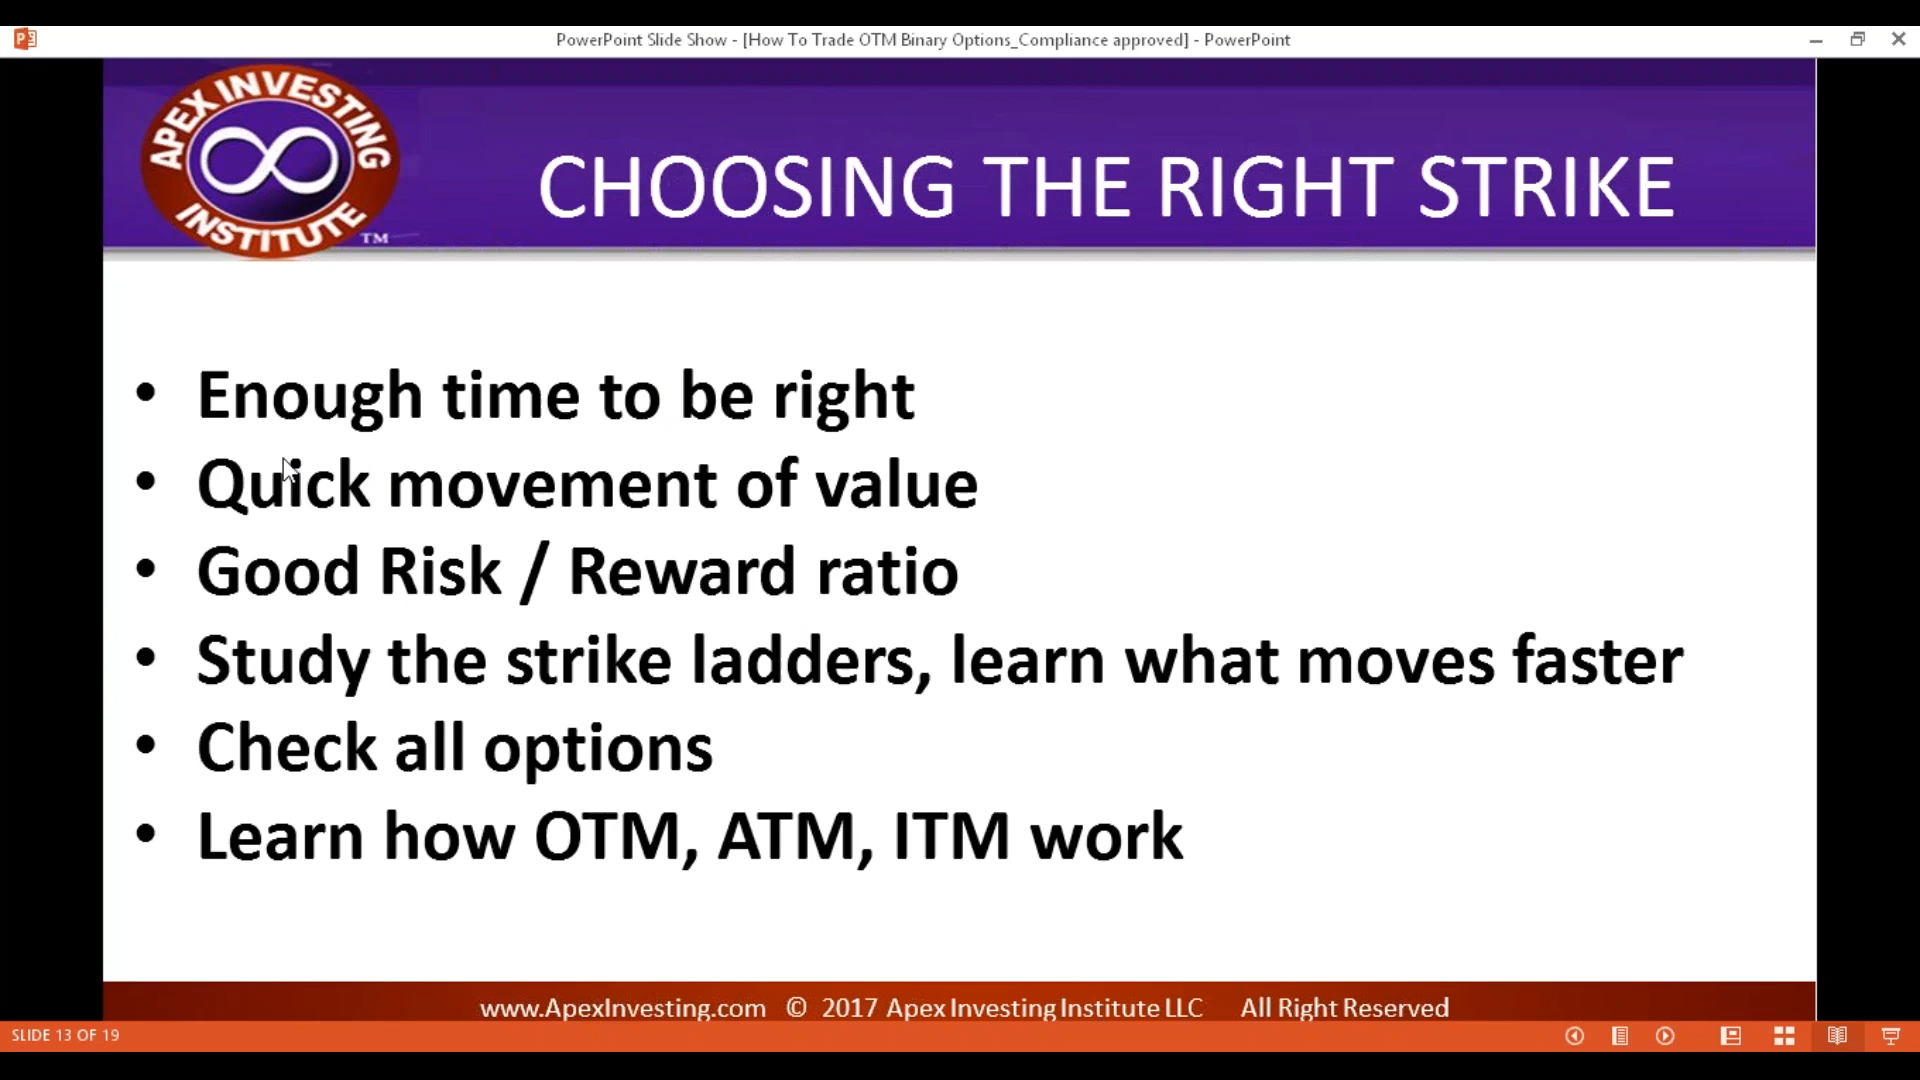 PowerPoint Slide Show - [How To Trade OTM Binary Options_Compliance approved] - PowerPoint
APEX INVESTING
INSTITUTE
TM
CHOOSING THE RIGHT STRIKE
• Enough time to be right
• Quick movement of value
• Good Risk / Reward ratio
• Study the strike ladders, learn what moves faster
• Check all options
• Learn how OTM, ATM, ITM work
www.ApexInvesting.com © 2017 Apex Investing Institute LLC All Right Reserved
SLIDE 13 OF 19